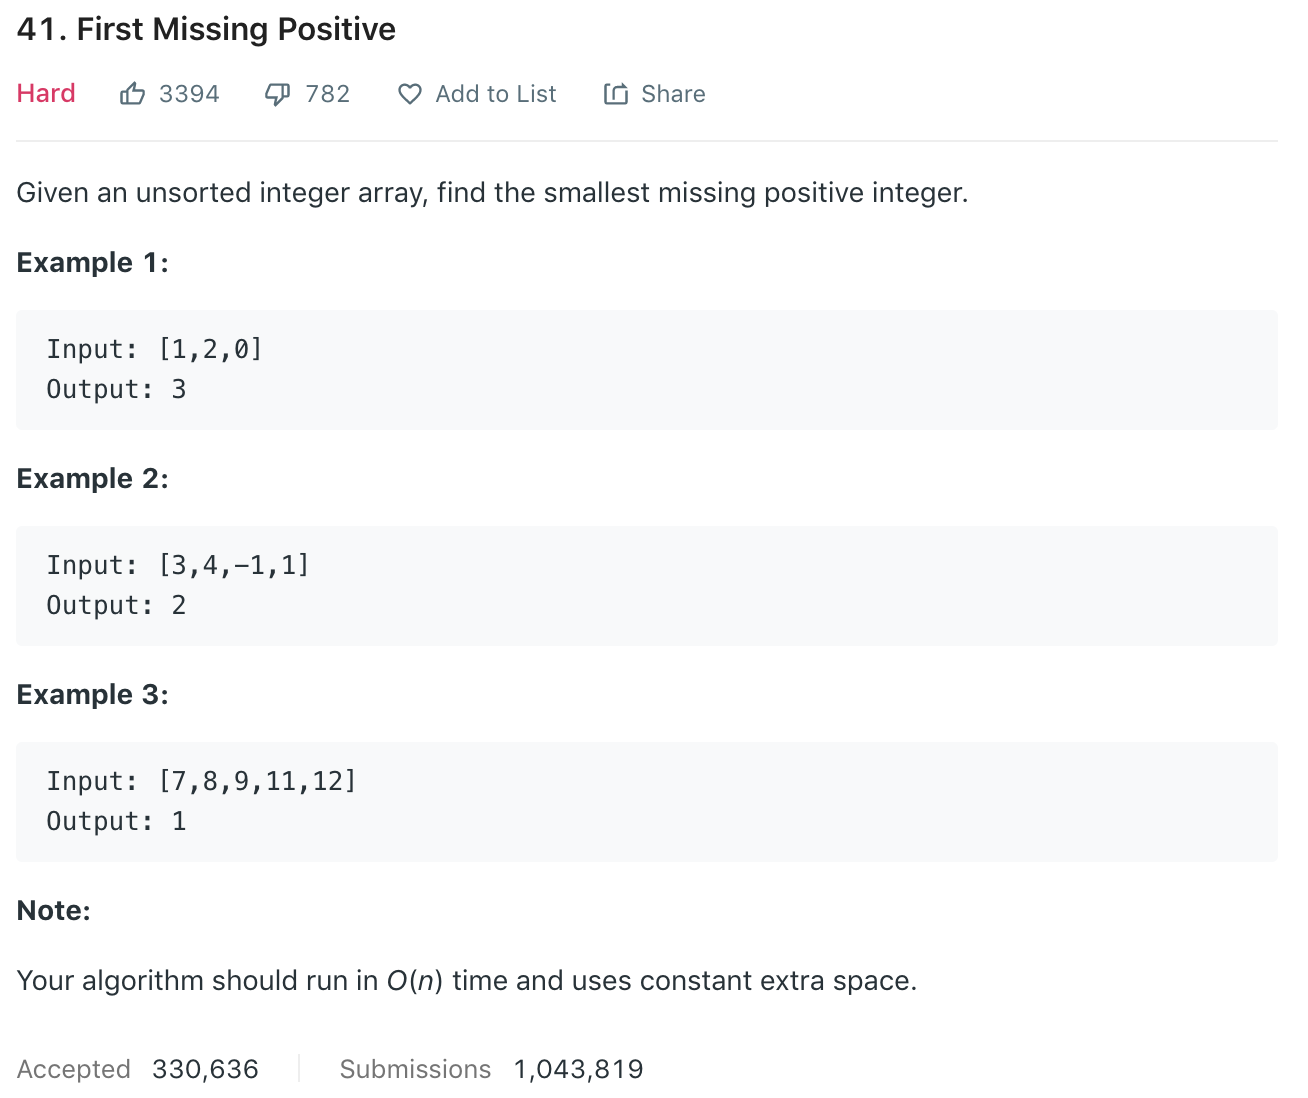 41. First Missing Positive
Hard 3394 782 Add to List Share
Given an unsorted integer array, find the smallest missing positive integer.
Example 1:
Input: [1,2,0]
Output: 3
Example 2:
Input: [3,4,−1,1]
Output: 2
Example 3:
Input: [7,8,9,11,12]
Output: 1
Note:
Your algorithm should run in O(n) time and uses constant extra space.
Accepted 330,636 Submissions 1,043,819